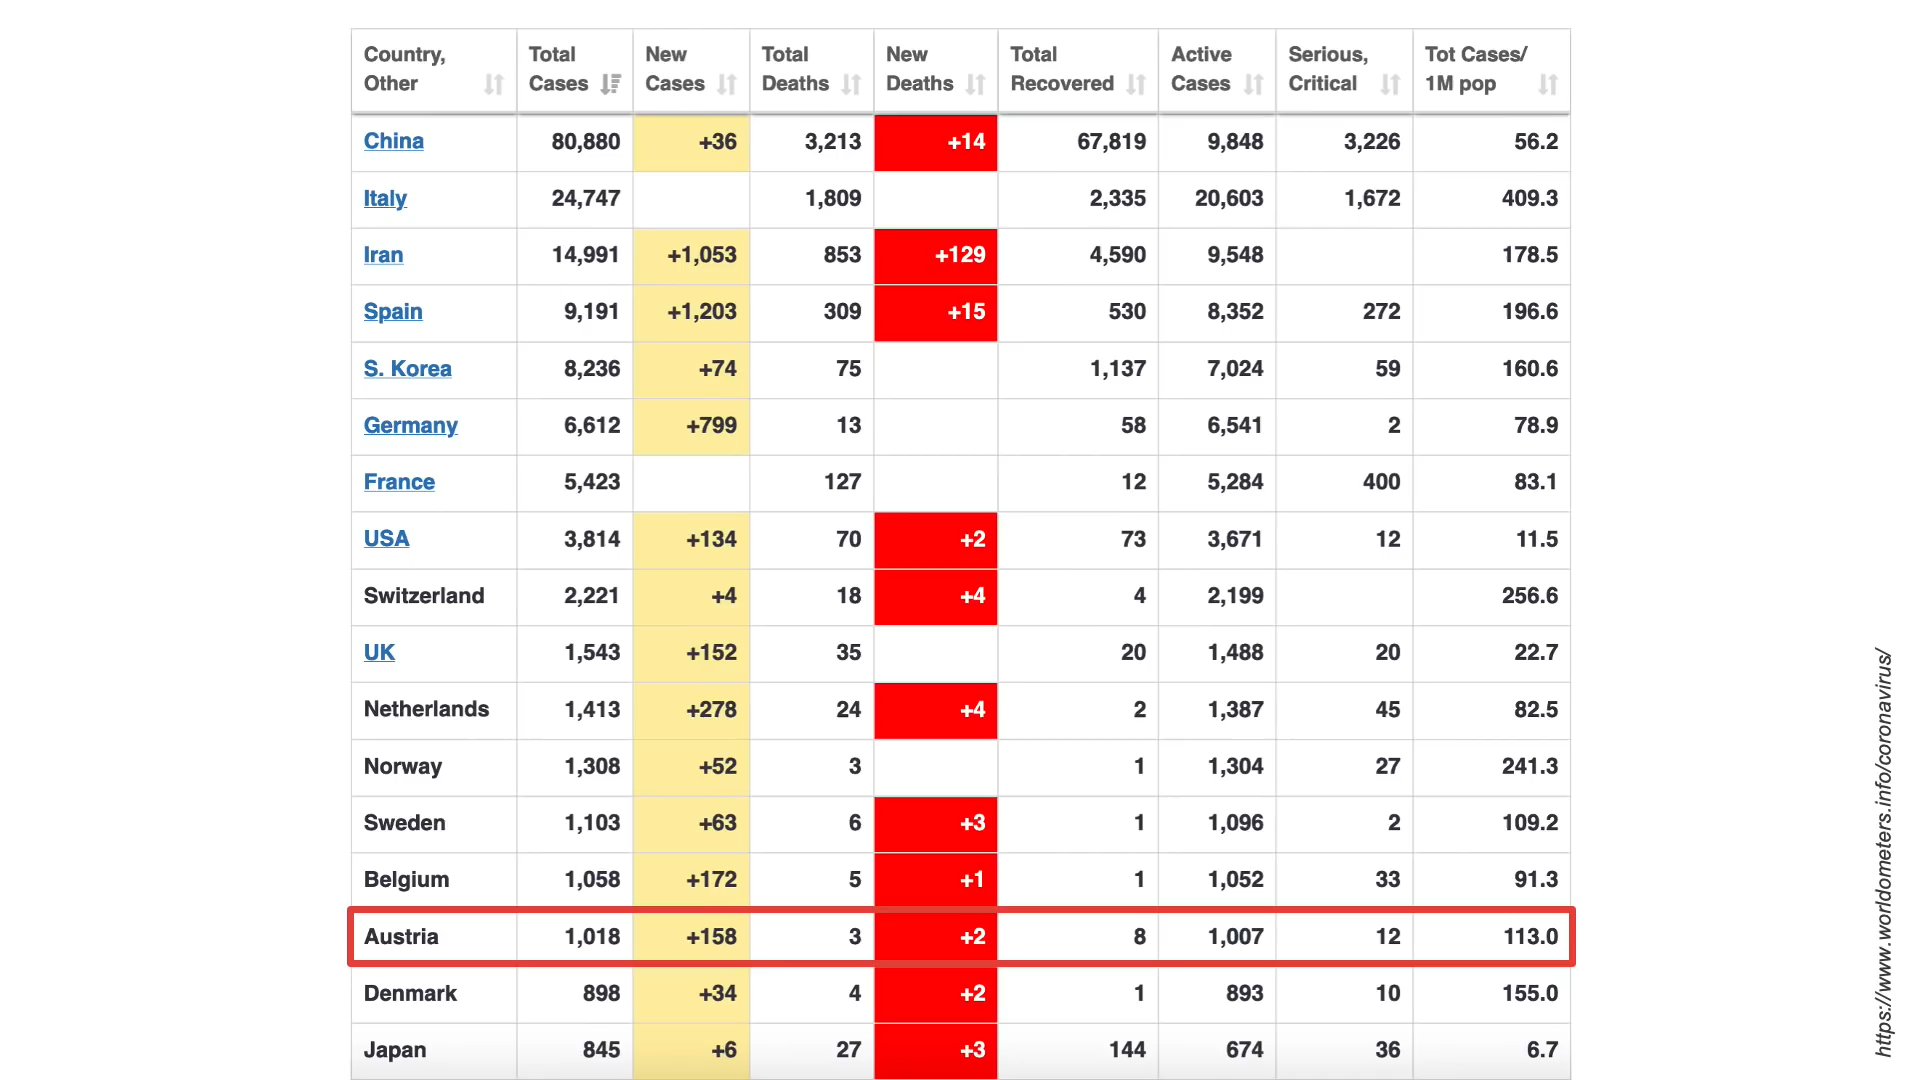 Country, Other Total Cases New Cases Total Deaths New Deaths Total Recovered Active Cases Serious, Critical Tot Cases/ 1M pop
China 80,880 +36 3,213 +14 67,819 9,848 3,226 56.2
Italy 24,747 1,809 2,335 20,603 1,672 409.3
Iran 14,991 +1,053 853 +129 4,590 9,548 178.5
Spain 9,191 +1,203 309 +15 530 8,352 272 196.6
S. Korea 8,236 +74 75 1,137 7,024 59 160.6
Germany 6,612 +799 13 58 6,541 2 78.9
France 5,423 127 12 5,284 400 83.1
USA 3,814 +134 70 +2 73 3,671 12 11.5
Switzerland 2,221 +4 18 +4 4 2,199 256.6
UK 1,543 +152 35 20 1,488 20 22.7
Netherlands 1,413 +278 24 +4 2 1,387 45 82.5
Norway 1,308 +52 3 1 1,304 27 241.3
Sweden 1,103 +63 6 +3 1 1,096 2 109.2
Belgium 1,058 +172 5 +1 1 1,052 33 91.3
Austria 1,018 +158 3 +2 8 1,007 12 113.0
Denmark 898 +34 4 +2 1 893 10 155.0
Japan 845 +6 27 +3 144 674 36 6.7
https://www.worldometers.info/coronavirus/